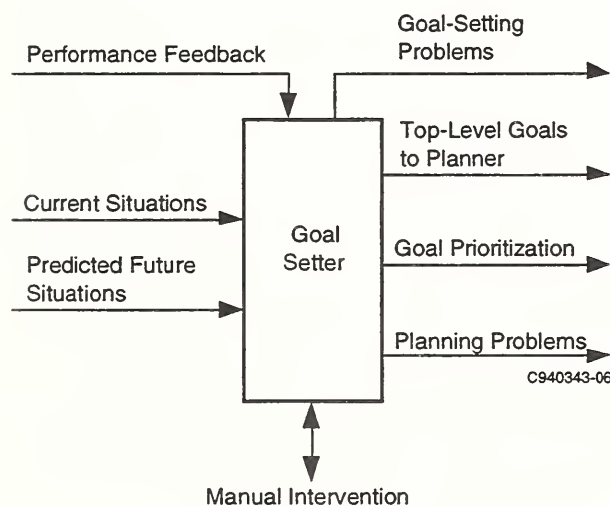 Performance Feedback
Goal-Setting
Problems
Top-Level Goals
to Planner
Current Situations
Goal
Setter
Predicted Future
Situations
Goal Prioritization
Planning Problems
C940343-06
Manual Intervention